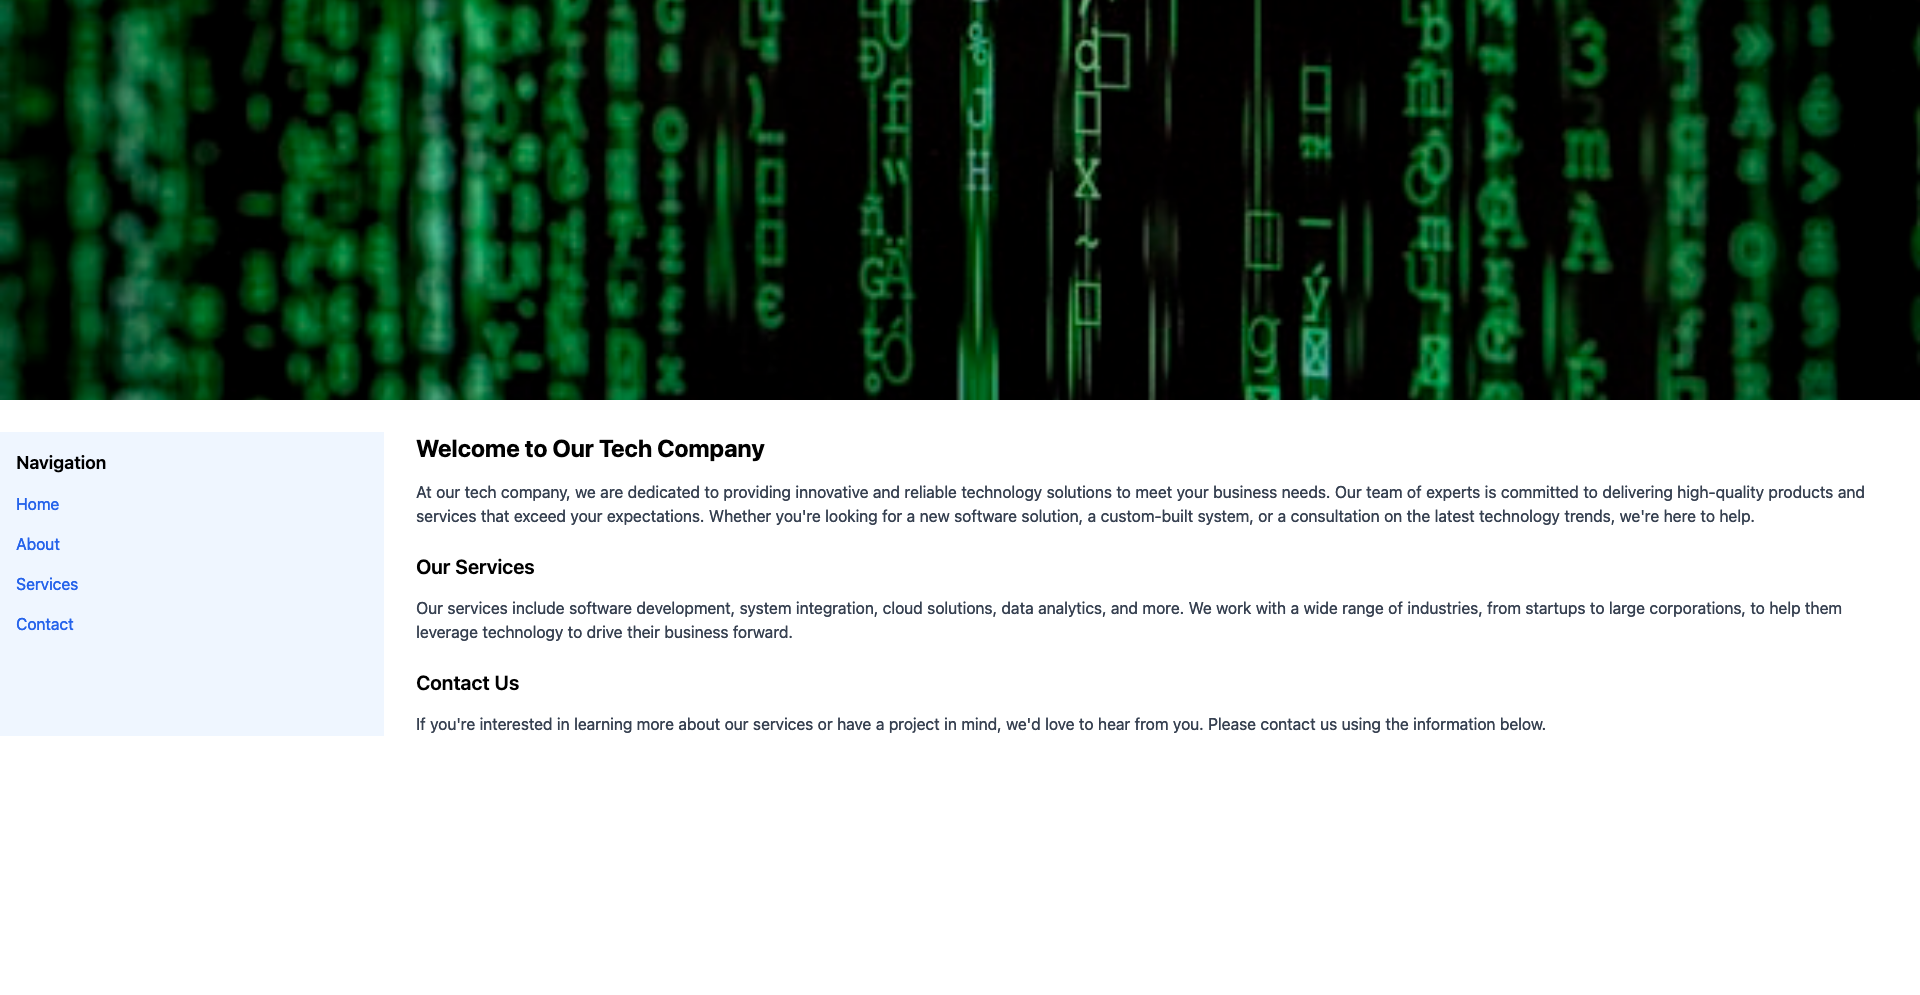 Navigation
Home
About
Services
Contact
Welcome to Our Tech Company
At our tech company, we are dedicated to providing innovative and reliable technology solutions to meet your business needs. Our team of experts is committed to delivering high-quality products and
services that exceed your expectations. Whether you're looking for a new software solution, a custom-built system, or a consultation on the latest technology trends, we're here to help.
Our Services
Our services include software development, system integration, cloud solutions, data analytics, and more. We work with a wide range of industries, from startups to large corporations, to help them
leverage technology to drive their business forward.
Contact Us
If you're interested in learning more about our services or have a project in mind, we'd love to hear from you. Please contact us using the information below.